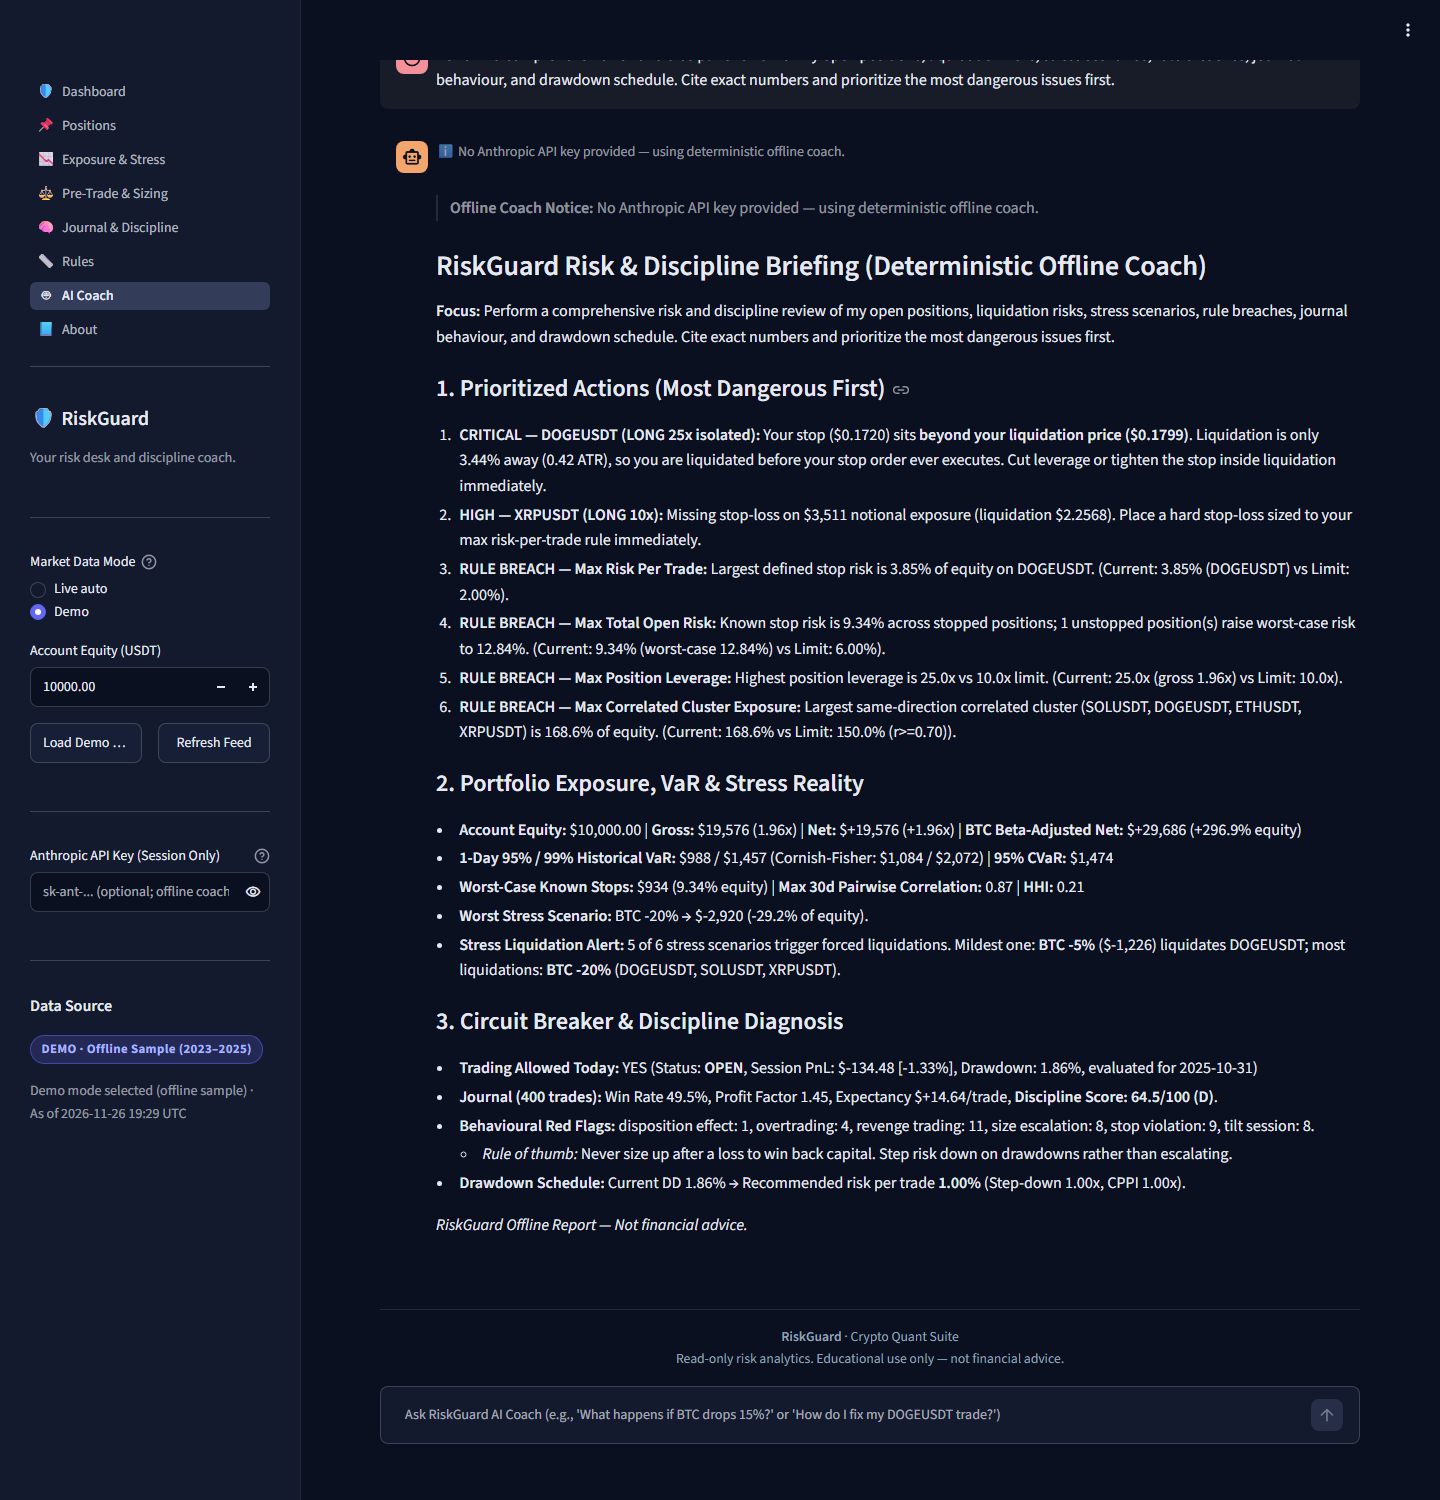 Dashboard
Positions
Exposure & Stress
Pre-Trade & Sizing
Journal & Discipline
Rules
AI Coach
About
RiskGuard
Your risk desk and discipline coach.
Market Data Mode
Live auto
Demo
Account Equity (USDT)
10000.00
Load Demo ...
Refresh Feed
Anthropic API Key (Session Only)
sk-ant-... (optional; offline coach
Data Source
DEMO · Offline Sample (2023–2025)
Demo mode selected (offline sample) ·
As of 2026-11-26 19:29 UTC
behaviour, and drawdown schedule. Cite exact numbers and prioritize the most dangerous issues first.
No Anthropic API key provided — using deterministic offline coach.
Offline Coach Notice: No Anthropic API key provided — using deterministic offline coach.
RiskGuard Risk & Discipline Briefing (Deterministic Offline Coach)
Focus: Perform a comprehensive risk and discipline review of my open positions, liquidation risks, stress scenarios, rule breaches, journal
behaviour, and drawdown schedule. Cite exact numbers and prioritize the most dangerous issues first.
1. Prioritized Actions (Most Dangerous First)
1. CRITICAL — DOGEUSDT (LONG 25x isolated): Your stop ($0.1720) sits beyond your liquidation price ($0.1799). Liquidation is only
3.44% away (0.42 ATR), so you are liquidated before your stop order ever executes. Cut leverage or tighten the stop inside liquidation
immediately.
2. HIGH — XRPUSDT (LONG 10x): Missing stop-loss on $3,511 notional exposure (liquidation $2.2568). Place a hard stop-loss sized to your
max risk-per-trade rule immediately.
3. RULE BREACH — Max Risk Per Trade: Largest defined stop risk is 3.85% of equity on DOGEUSDT. (Current: 3.85% (DOGEUSDT) vs Limit:
2.00%).
4. RULE BREACH — Max Total Open Risk: Known stop risk is 9.34% across stopped positions; 1 unstopped position(s) raise worst-case risk
to 12.84%. (Current: 9.34% (worst-case 12.84%) vs Limit: 6.00%).
5. RULE BREACH — Max Position Leverage: Highest position leverage is 25.0x vs 10.0x limit. (Current: 25.0x (gross 1.96x) vs Limit: 10.0x).
6. RULE BREACH — Max Correlated Cluster Exposure: Largest same-direction correlated cluster (SOLUSDT, DOGEUSDT, ETHUSDT,
XRPUSDT) is 168.6% of equity. (Current: 168.6% vs Limit: 150.0% (r>=0.70)).
2. Portfolio Exposure, VaR & Stress Reality
• Account Equity: $10,000.00 | Gross: $19,576 (1.96x) | Net: $+19,576 (+1.96x) | BTC Beta-Adjusted Net: $+29,686 (+296.9% equity)
• 1-Day 95% / 99% Historical VaR: $988 / $1,457 (Cornish-Fisher: $1,084 / $2,072) | 95% CVaR: $1,474
• Worst-Case Known Stops: $934 (9.34% equity) | Max 30d Pairwise Correlation: 0.87 | HHI: 0.21
• Worst Stress Scenario: BTC -20% → $-2,920 (-29.2% of equity).
• Stress Liquidation Alert: 5 of 6 stress scenarios trigger forced liquidations. Mildest one: BTC -5% ($-1,226) liquidates DOGEUSDT; most
liquidations: BTC -20% (DOGEUSDT, SOLUSDT, XRPUSDT).
3. Circuit Breaker & Discipline Diagnosis
• Trading Allowed Today: YES (Status: OPEN, Session PnL: $-134.48 [-1.33%], Drawdown: 1.86%, evaluated for 2025-10-31)
• Journal (400 trades): Win Rate 49.5%, Profit Factor 1.45, Expectancy $+14.64/trade, Discipline Score: 64.5/100 (D).
• Behavioural Red Flags: disposition effect: 1, overtrading: 4, revenge trading: 11, size escalation: 8, stop violation: 9, tilt session: 8.
◦ Rule of thumb: Never size up after a loss to win back capital. Step risk down on drawdowns rather than escalating.
• Drawdown Schedule: Current DD 1.86% → Recommended risk per trade 1.00% (Step-down 1.00x, CPPI 1.00x).
RiskGuard Offline Report — Not financial advice.
RiskGuard · Crypto Quant Suite
Read-only risk analytics. Educational use only — not financial advice.
Ask RiskGuard AI Coach (e.g., 'What happens if BTC drops 15%?' or 'How do I fix my DOGEUSDT trade?')